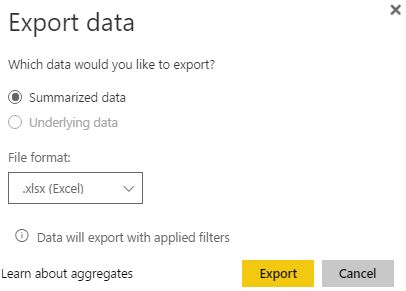 Export data
Which data would you like to export?
Summarized data
Underlying data
File format:
.xlsx (Excel)
Data will export with applied filters
Learn about aggregates
Export
Cancel